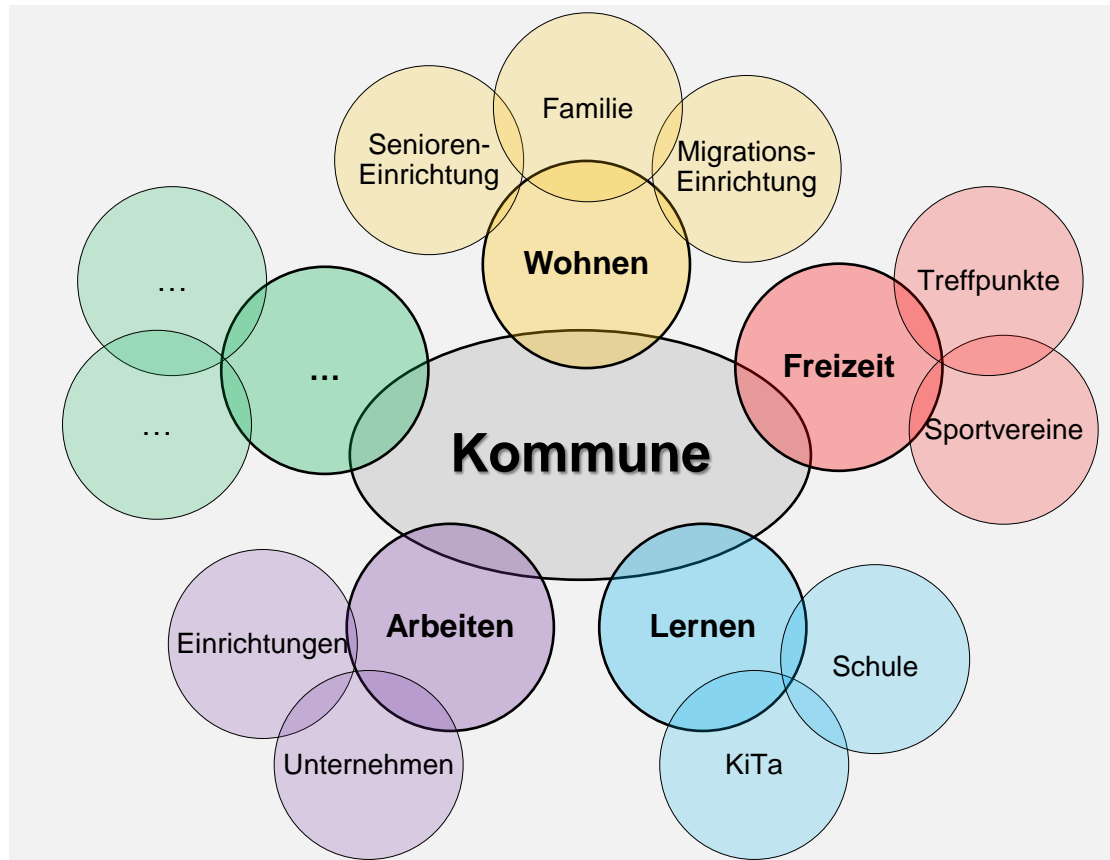 Familie
Senioren-
Einrichtung
Migrations-
Einrichtung
Wohnen
Treffpunkte
Freizeit
Sportvereine
...
...
...
Kommune
Einrichtungen
Arbeiten
Unternehmen
Lernen
Schule
KiTa